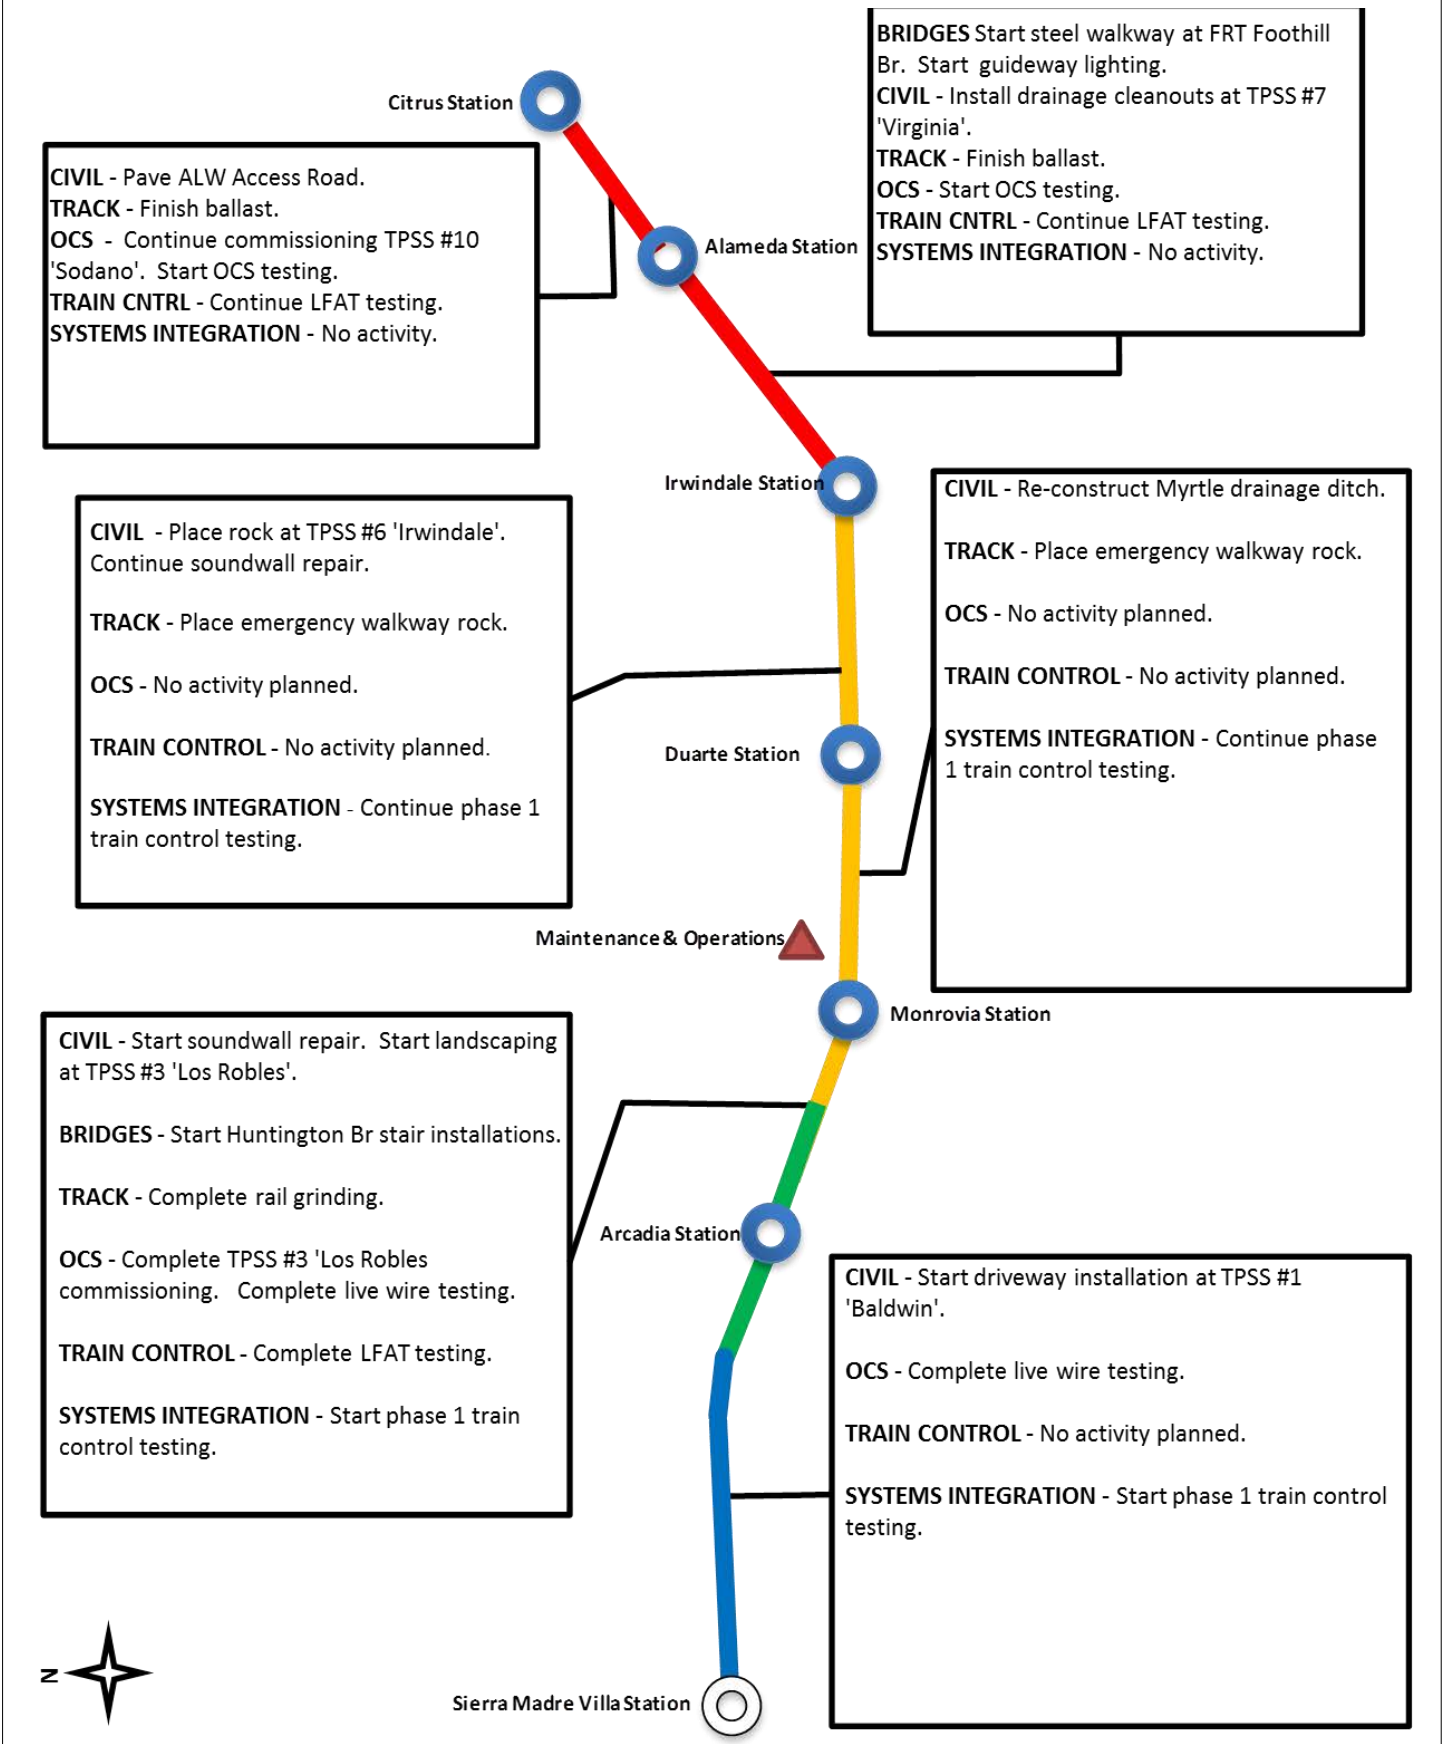 BRIDGES Start steel walkway at FRT Foothill
Br.  Start guideway lighting.
CIVIL - Install drainage cleanouts at TPSS #7
'Virginia'.
TRACK - Finish ballast.
OCS - Start OCS testing.
TRAIN CNTRL - Continue LFAT testing.
SYSTEMS INTEGRATION - No activity.
Citrus Station
CIVIL - Pave ALW Access Road.
TRACK - Finish ballast.
OCS  -  Continue commissioning TPSS #10
'Sodano'.  Start OCS testing.
TRAIN CNTRL - Continue LFAT testing.
SYSTEMS INTEGRATION - No activity.
Alameda Station
Irwindale Station
CIVIL  - Place rock at TPSS #6 'Irwindale'.
Continue soundwall repair.
TRACK - Place emergency walkway rock.
OCS - No activity planned.
TRAIN CONTROL - No activity planned.
SYSTEMS INTEGRATION - Continue phase 1
train control testing.
CIVIL - Re-construct Myrtle drainage ditch.
TRACK - Place emergency walkway rock.
OCS - No activity planned.
TRAIN CONTROL - No activity planned.
SYSTEMS INTEGRATION - Continue phase
1 train control testing.
Duarte Station
Maintenance & Operations
Monrovia Station
CIVIL - Start soundwall repair.  Start landscaping
at TPSS #3 'Los Robles'.
BRIDGES - Start Huntington Br stair installations.
TRACK - Complete rail grinding.
OCS - Complete TPSS #3 'Los Robles
commissioning.  Complete live wire testing.
TRAIN CONTROL - Complete LFAT testing.
SYSTEMS INTEGRATION - Start phase 1 train
control testing.
Arcadia Station
CIVIL - Start driveway installation at TPSS #1
'Baldwin'.
OCS - Complete live wire testing.
TRAIN CONTROL - No activity planned.
SYSTEMS INTEGRATION - Start phase 1 train control
testing.
N
Sierra Madre Villa Station